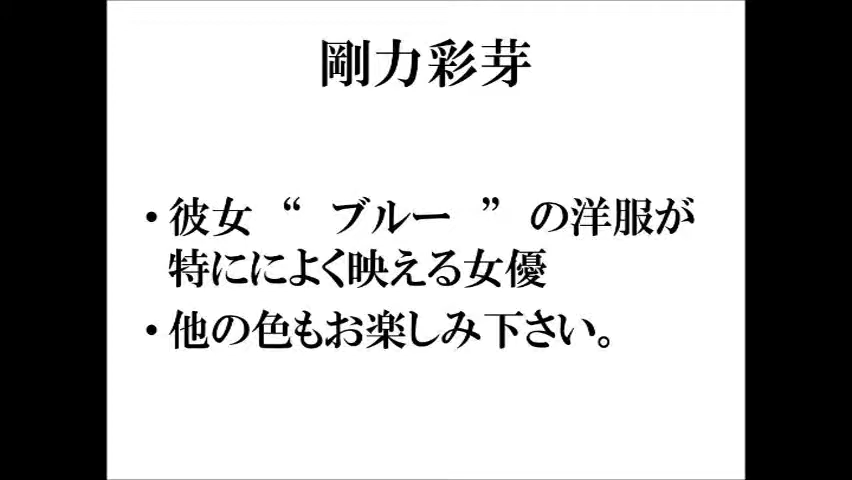 剛力彩芽
・彼女 “ ブルー ” の洋服が
特ににによく映える女優
・他の色もお楽しみ下さい。